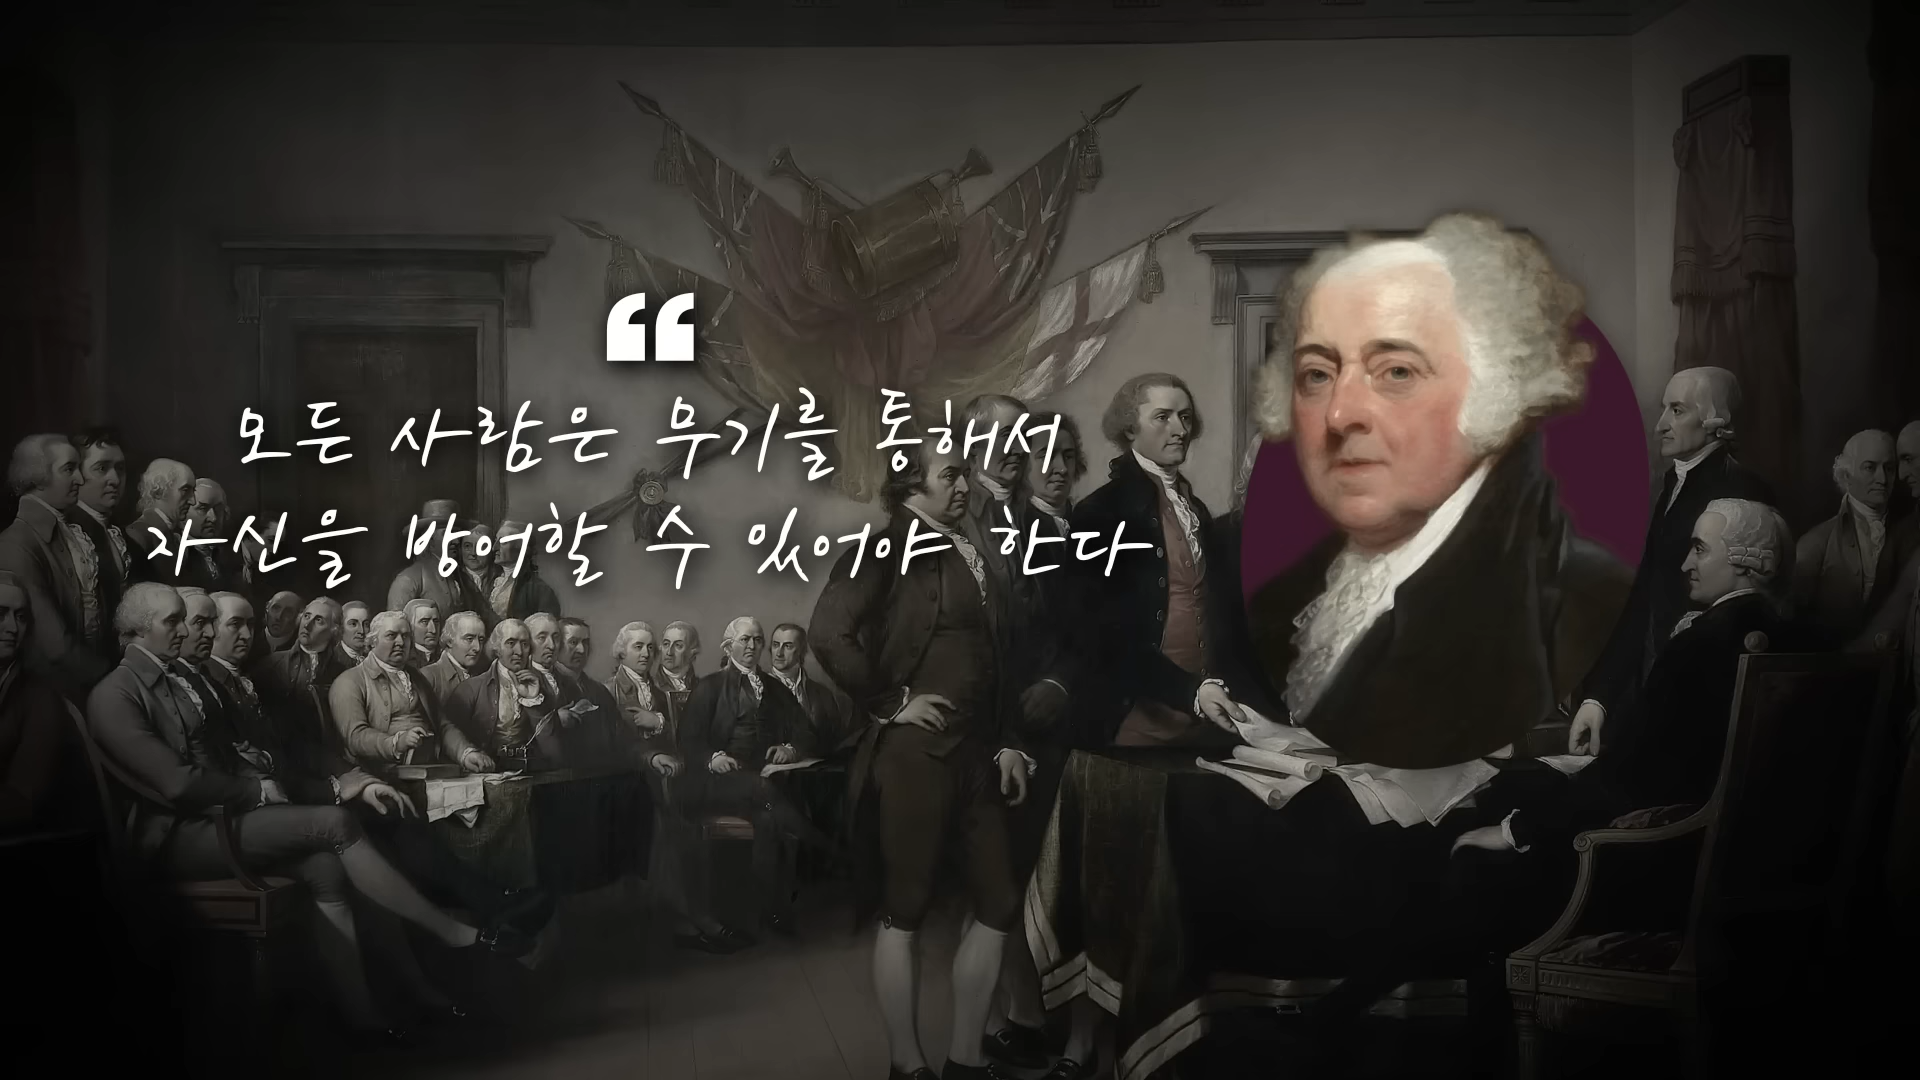 “
모든 사람은 무기를 통해서
자신을 방어할 수 있어야 한다